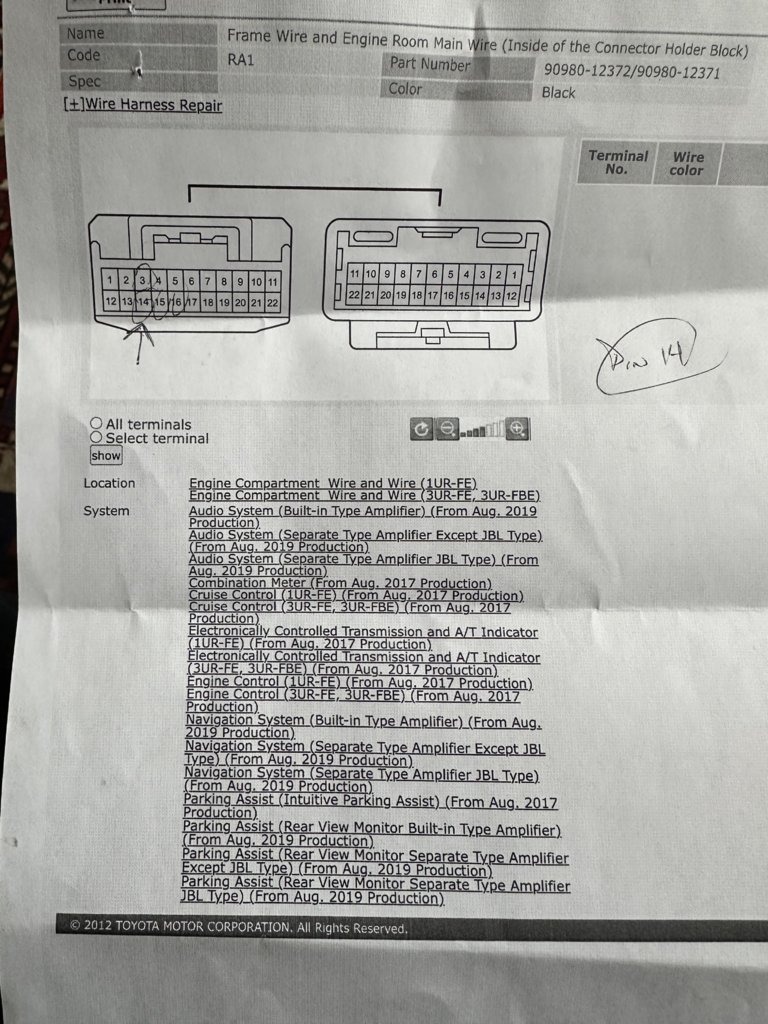 Print
Name Frame Wire and Engine Room Main Wire (Inside of the Connector Holder Block)
Code RA1 Part Number 90980-12372/90980-12371
Spec Color Black
[+]Wire Harness Repair
Terminal No. Wire color
1 2 3 4 5 6 7 8 9 10 11
12 13 14 15 16 17 18 19 20 21 22
11 10 9 8 7 6 5 4 3 2 1
22 21 20 19 18 17 16 15 14 13 12
Pin 14
All terminals
Select terminal
show
Location Engine Compartment Wire and Wire (1UR-FE)
Engine Compartment Wire and Wire (3UR-FE, 3UR-FBE)
System Audio System (Built-in Type Amplifier) (From Aug. 2019
Production)
Audio System (Separate Type Amplifier Except JBL Type)
(From Aug. 2019 Production)
Audio System (Separate Type Amplifier JBL Type) (From
Aug. 2019 Production)
Combination Meter (From Aug. 2017 Production)
Cruise Control (1UR-FE) (From Aug. 2017 Production)
Cruise Control (3UR-FE, 3UR-FBE) (From Aug. 2017
Production)
Electronically Controlled Transmission and A/T Indicator
(1UR-FE) (From Aug. 2017 Production)
Electronically Controlled Transmission and A/T Indicator
(3UR-FE, 3UR-FBE) (From Aug. 2017 Production)
Engine Control (1UR-FE) (From Aug. 2017 Production)
Engine Control (3UR-FE, 3UR-FBE) (From Aug. 2017
Production)
Navigation System (Built-in Type Amplifier) (From Aug.
2019 Production)
Navigation System (Separate Type Amplifier Except JBL
Type) (From Aug. 2019 Production)
Navigation System (Separate Type Amplifier JBL Type)
(From Aug. 2019 Production)
Parking Assist (Intuitive Parking Assist) (From Aug. 2017
Production)
Parking Assist (Rear View Monitor Built-in Type Amplifier)
(From Aug. 2019 Production)
Parking Assist (Rear View Monitor Separate Type Amplifier
Except JBL Type) (From Aug. 2019 Production)
Parking Assist (Rear View Monitor Separate Type Amplifier
JBL Type) (From Aug. 2019 Production)
© 2012 TOYOTA MOTOR CORPORATION. All Rights Reserved.